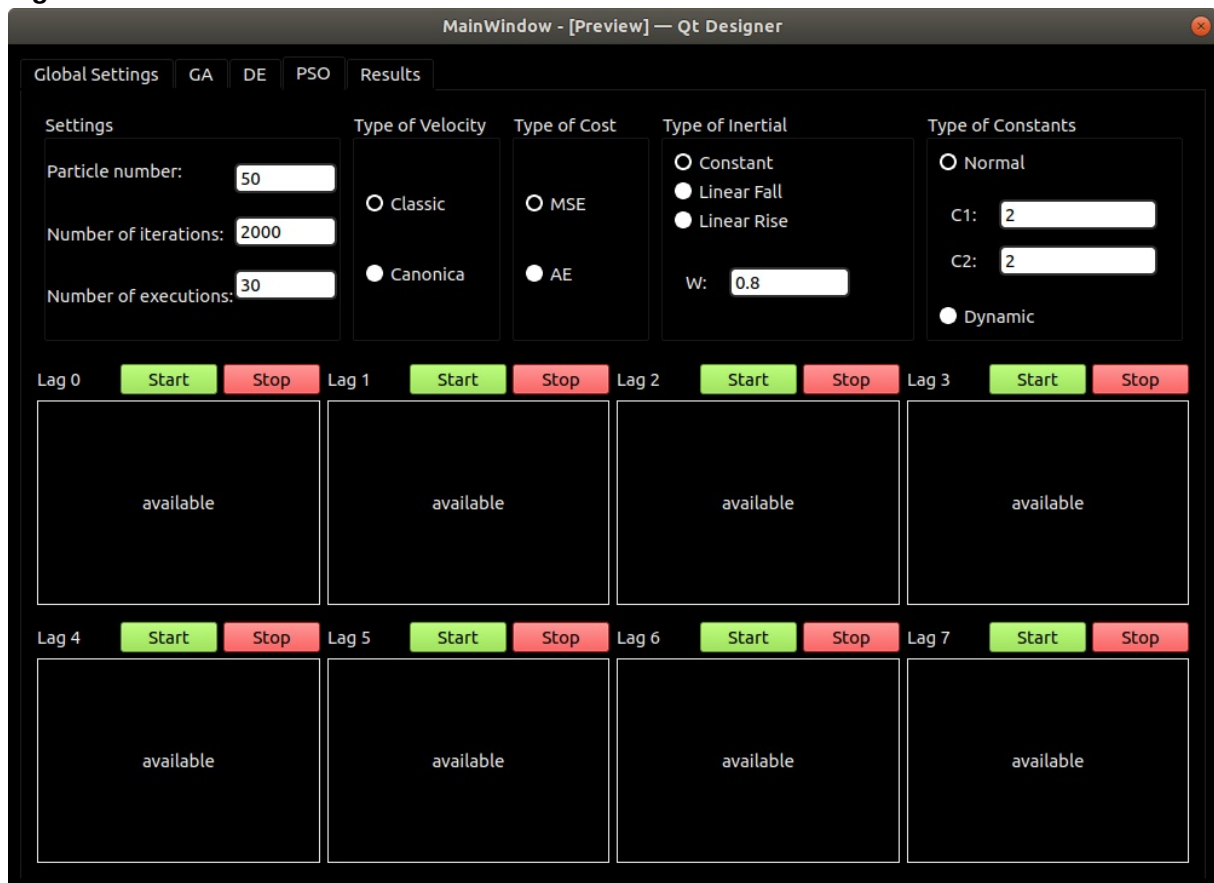 MainWindow - [Preview] — Qt Designer
Global Settings GA DE PSO Results
Settings
Particle number: 50
Number of iterations: 2000
Number of executions: 30
Type of Velocity
Classic
Canonica
Type of Cost
MSE
AE
Type of Inertial
Constant
Linear Fall
Linear Rise
W: 0.8
Type of Constants
Normal
C1: 2
C2: 2
Dynamic
Lag 0 Start Stop Lag 1 Start Stop Lag 2 Start Stop Lag 3 Start Stop
available available available available
Lag 4 Start Stop Lag 5 Start Stop Lag 6 Start Stop Lag 7 Start Stop
available available available available